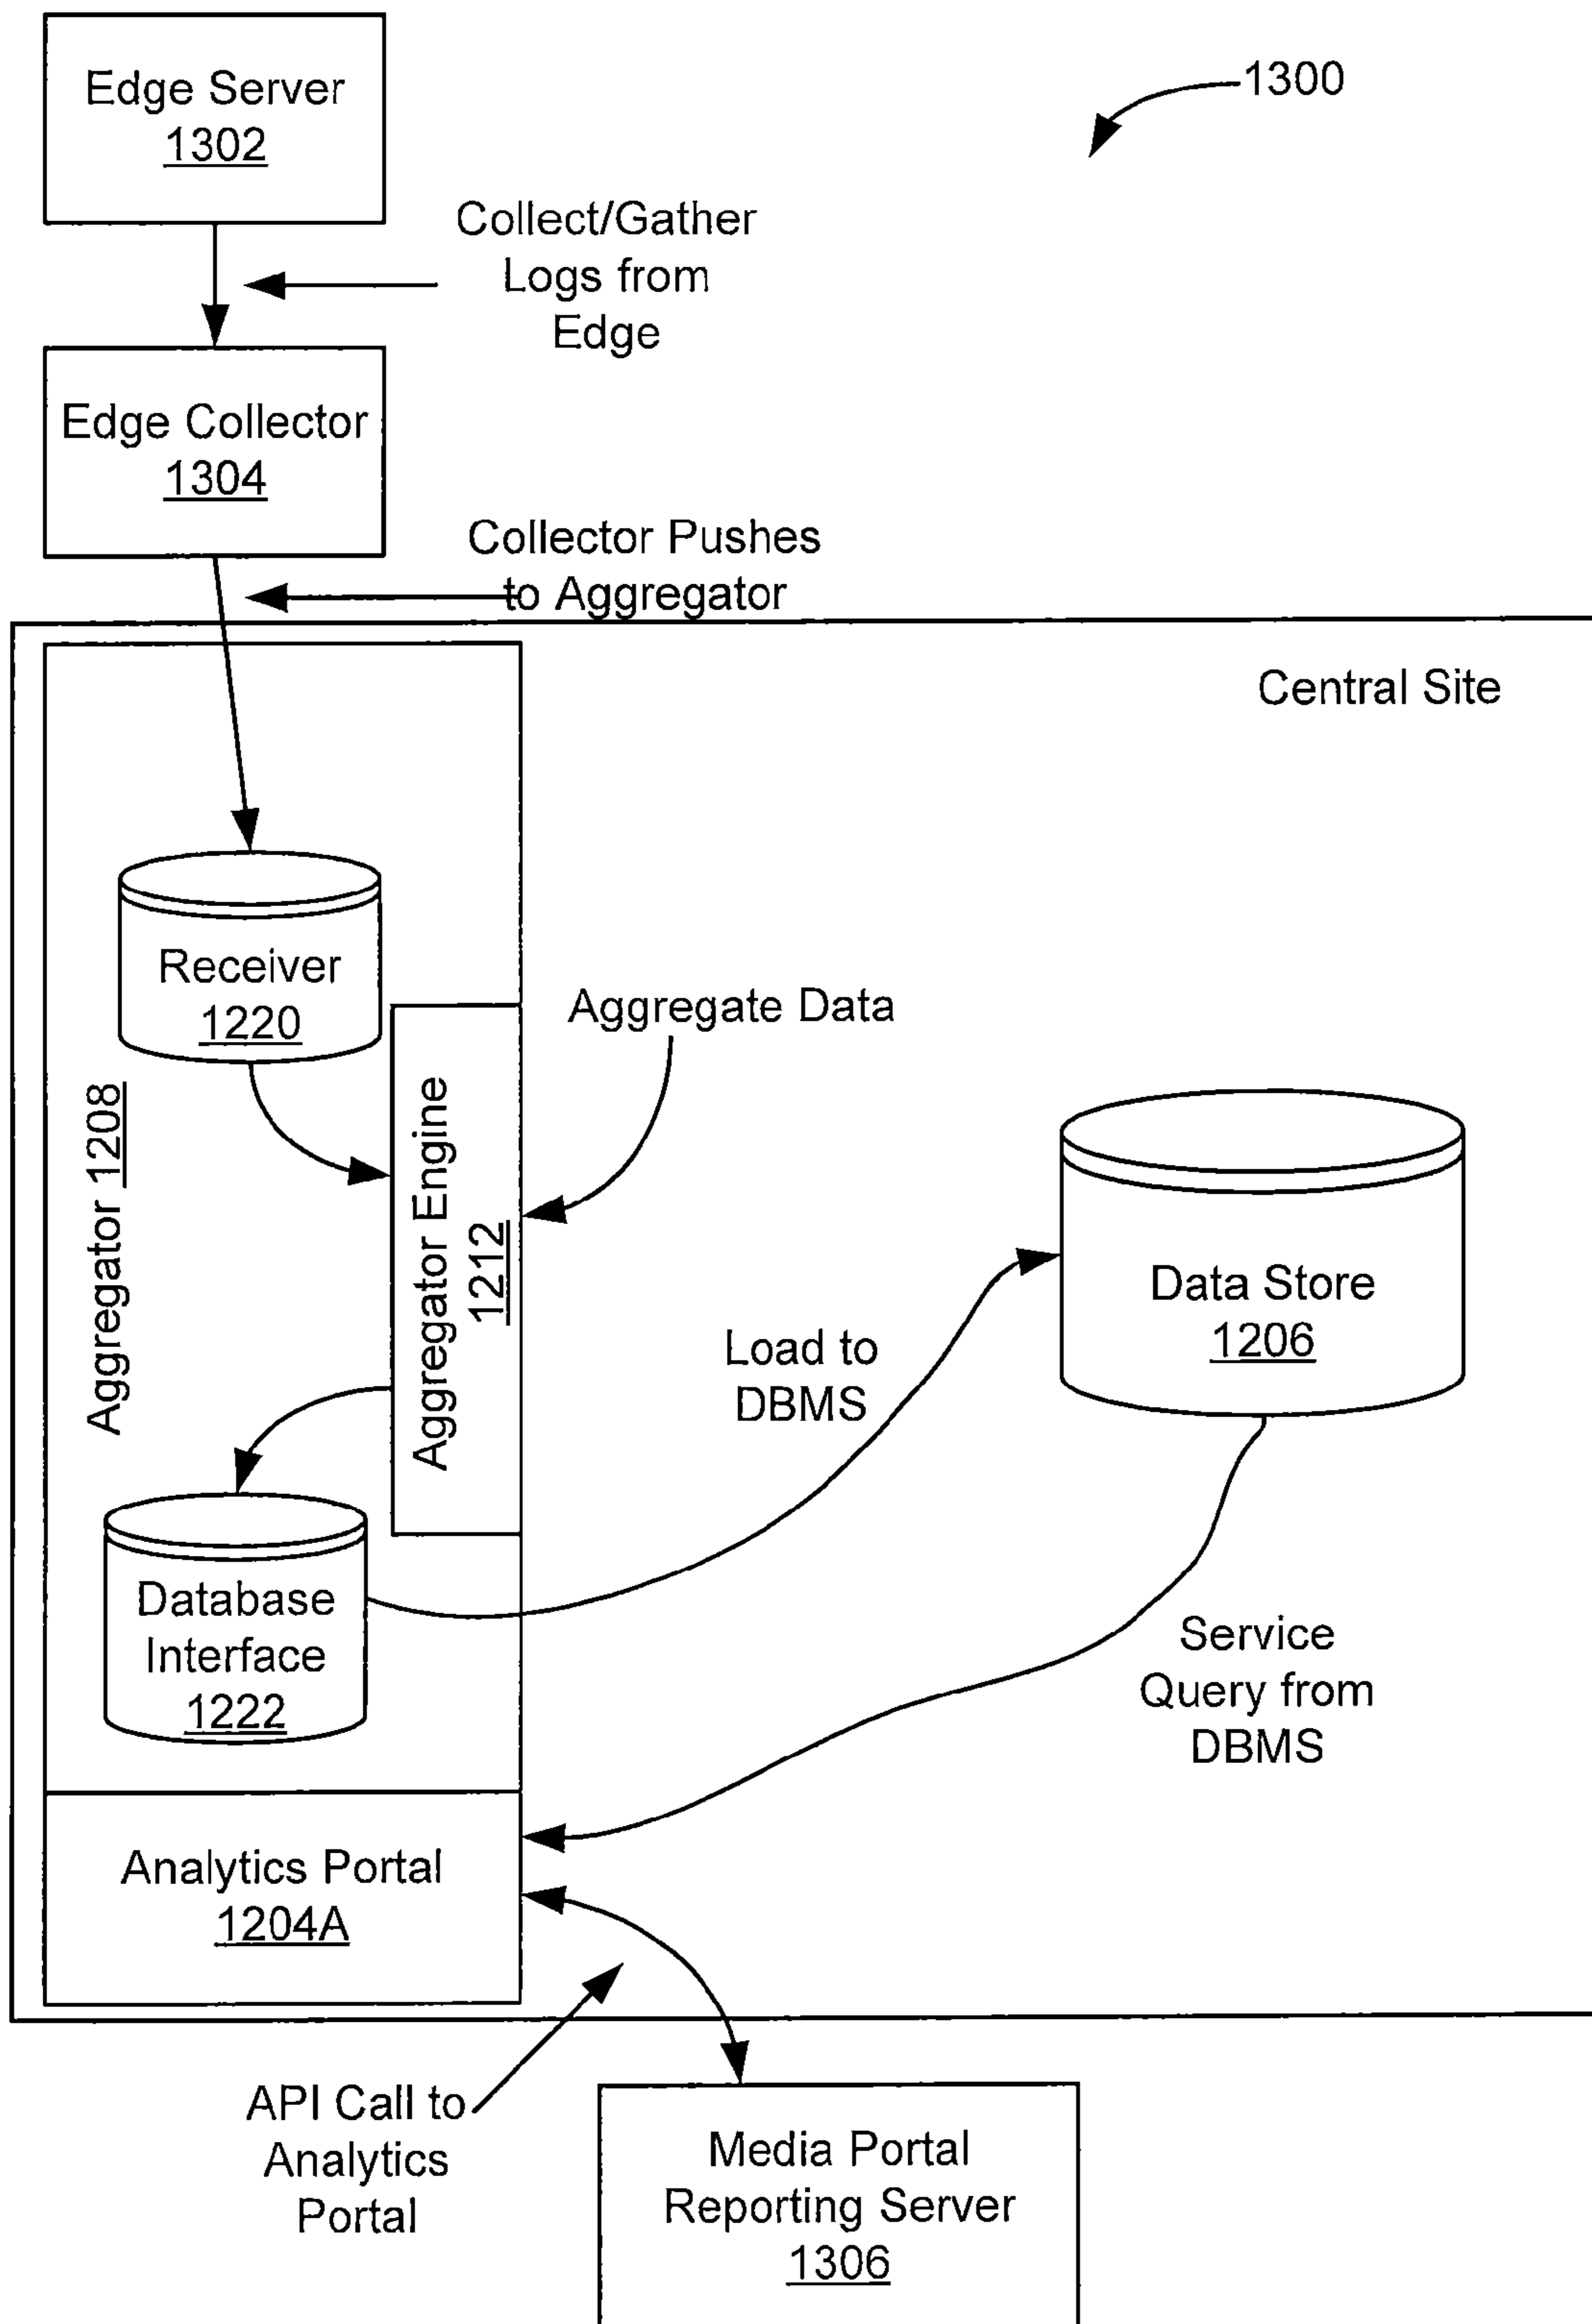 Edge Server
1302
1300
Collect/Gather
Logs from
Edge
Edge Collector
1304
Collector Pushes
to Aggregator
Central Site
Receiver
1220
Aggregate Data
Aggregator 1208
Aggregator Engine
1212
Data Store
1206
Load to
DBMS
Database
Interface
1222
Service
Query from
DBMS
Analytics Portal
1204A
API Call to
Analytics
Portal
Media Portal
Reporting Server
1306